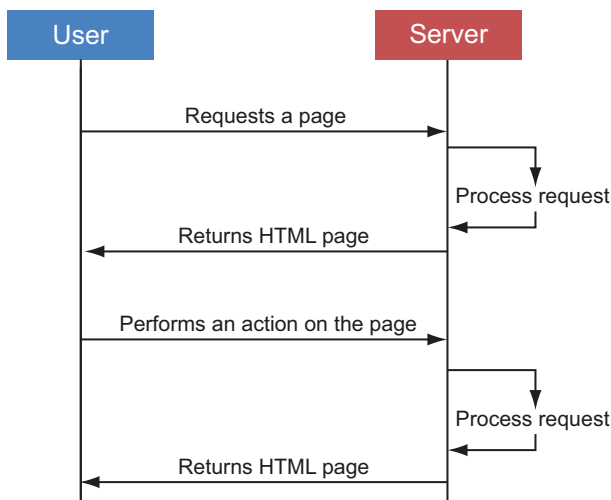 User
Server
Requests a page
Process request
Returns HTML page
Performs an action on the page
Process request
Returns HTML page